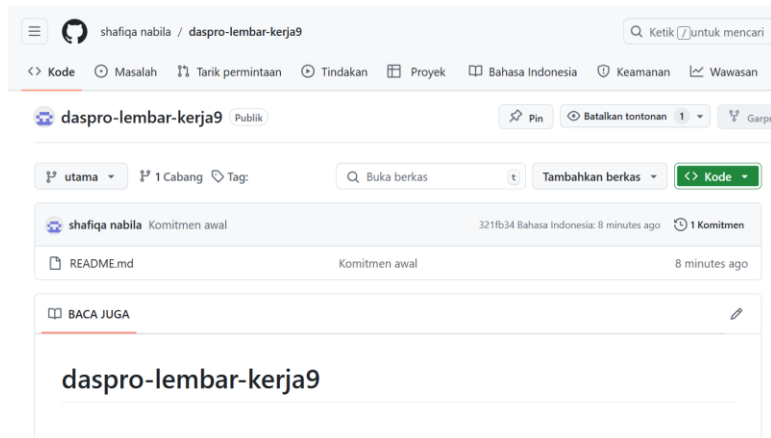 shafiqa nabila / daspro-lembar-kerja9
Ketik / untuk mencari
Kode Masalah Tarik permintaan Tindakan Proyek Bahasa Indonesia Keamanan Wawasan
daspro-lembar-kerja9 Publik
Pin Batalkan tontonan 1
utama 1 Cabang Tag: Buka berkas t Tambahkan berkas Kode
shafiqa nabila Komitmen awal 321fb34 Bahasa Indonesia: 8 minutes ago 1 Komitmen
README.md Komitmen awal 8 minutes ago
BACA JUGA
daspro-lembar-kerja9